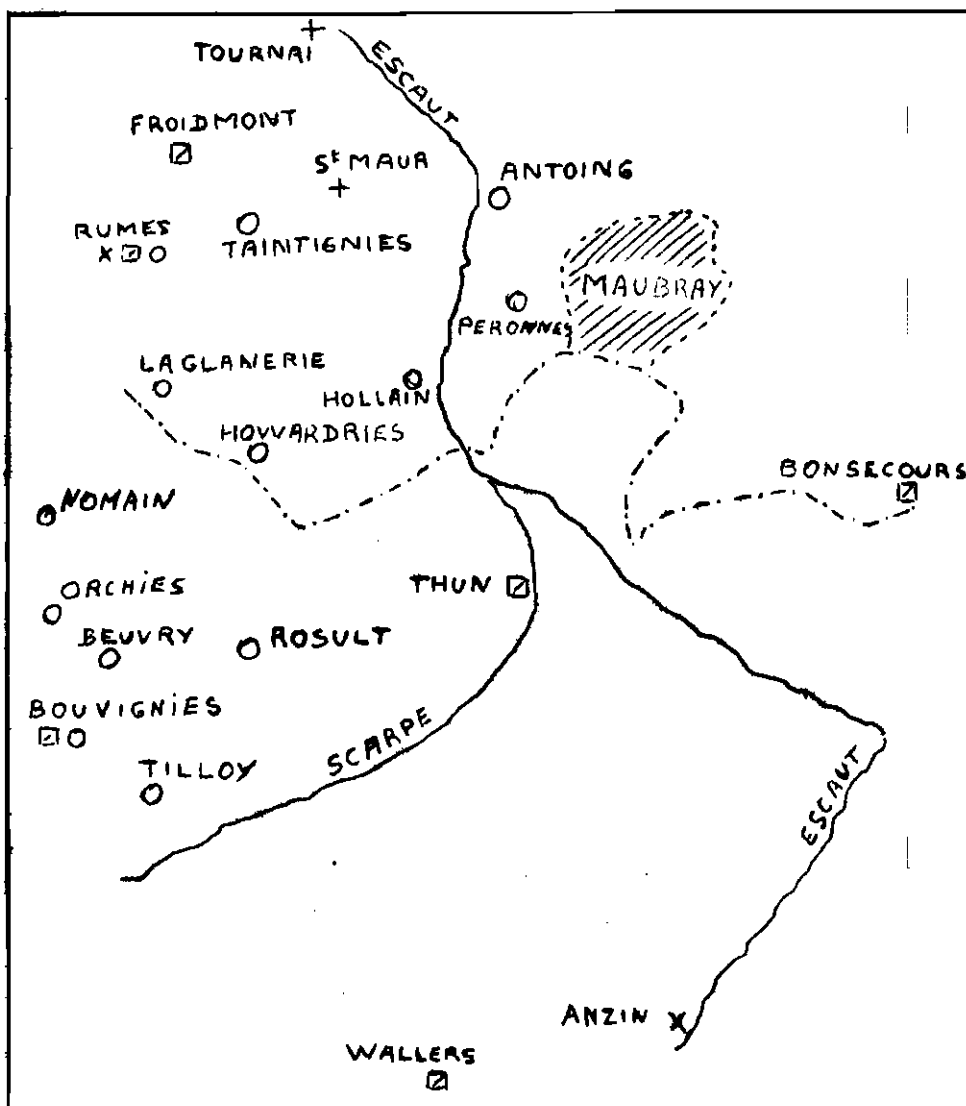 TOURNAI
ESCAUT
FROIDMONT
St MAUR
ANTOING
RUMES
TAINTIGNIES
MAUBRAY
PERONNES
LAGLANERIE
HOLLAIN
HOVVARDRIES
BONSECOURS
NOMAIN
ORCHiES
THUN
BEUVRY
ROSULT
BOUVIGNiES
SCARPE
TILLOY
ESCAUT
ANZIN
WALLERS